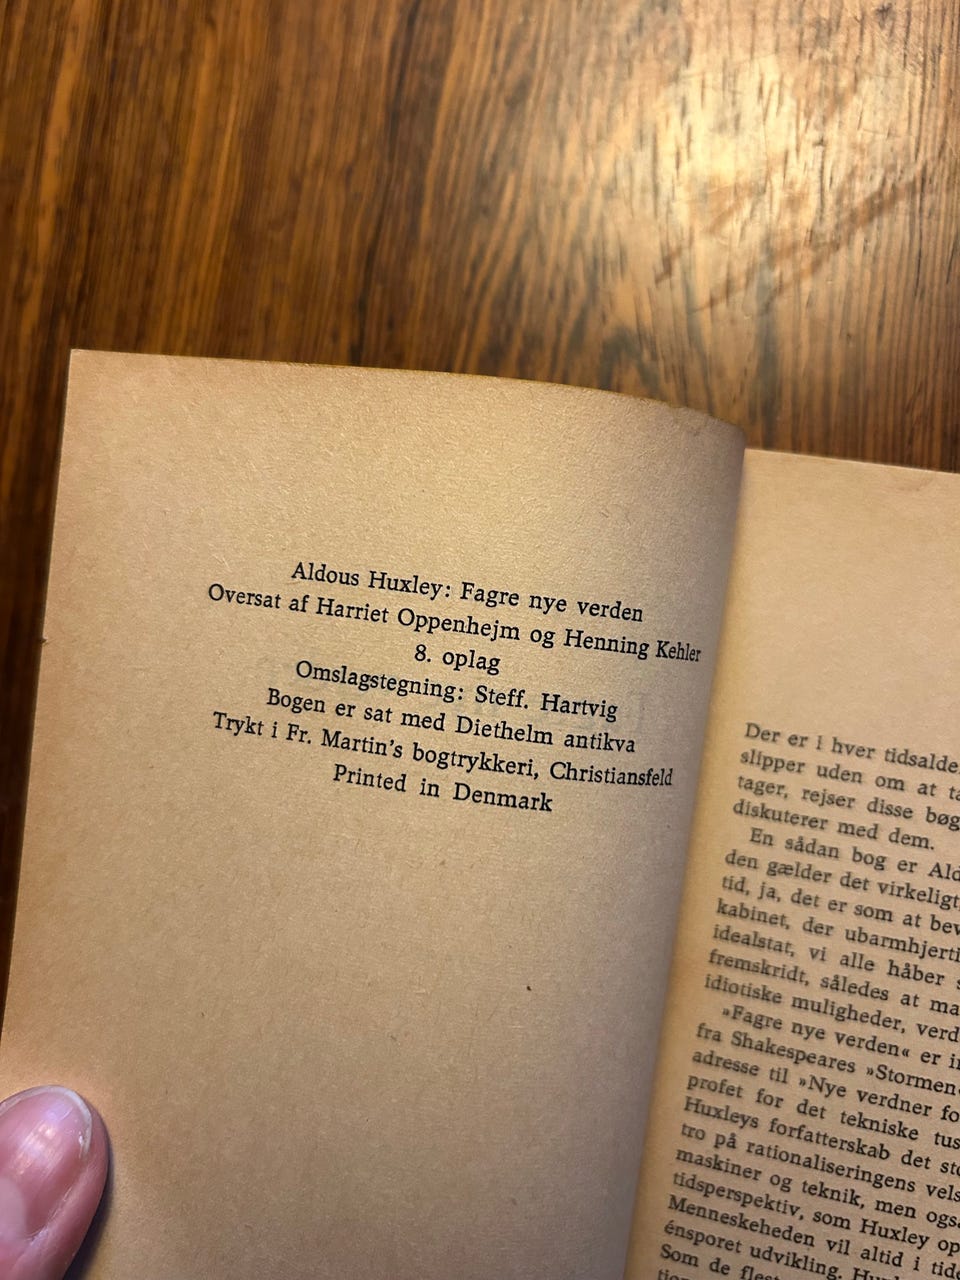 Aldous Huxley: Fagre nye verden
Oversat af Harriet Oppenhejm og Henning Kehler
8. oplag
Omslagstegning: Steff. Hartvig
Bogen er sat med Diethelm antikva
Trykt i Fr. Martin's bogtrykkeri, Christiansfeld
Printed in Denmark
Der er i hver
slipper uden om at
tager, rejser disse
diskuterer med dem.
En sådan bog er
den gælder det virkeligt
tid, ja, det er som at
kabinet, der
idealstat, vi alle håber
fremskridt, således at
idiotiske muligheder,
»Fagre nye verden« er
fra Shakespeares »Stormen«
adresse til »Nye verdner
profet for det tekniske
Huxleys forfatterskab det
tro på rationaliseringens
maskiner og teknik, men
tidsperspektiv, som Huxley
Menneskeheden vil altid i
énsporet udvikling.
Som de